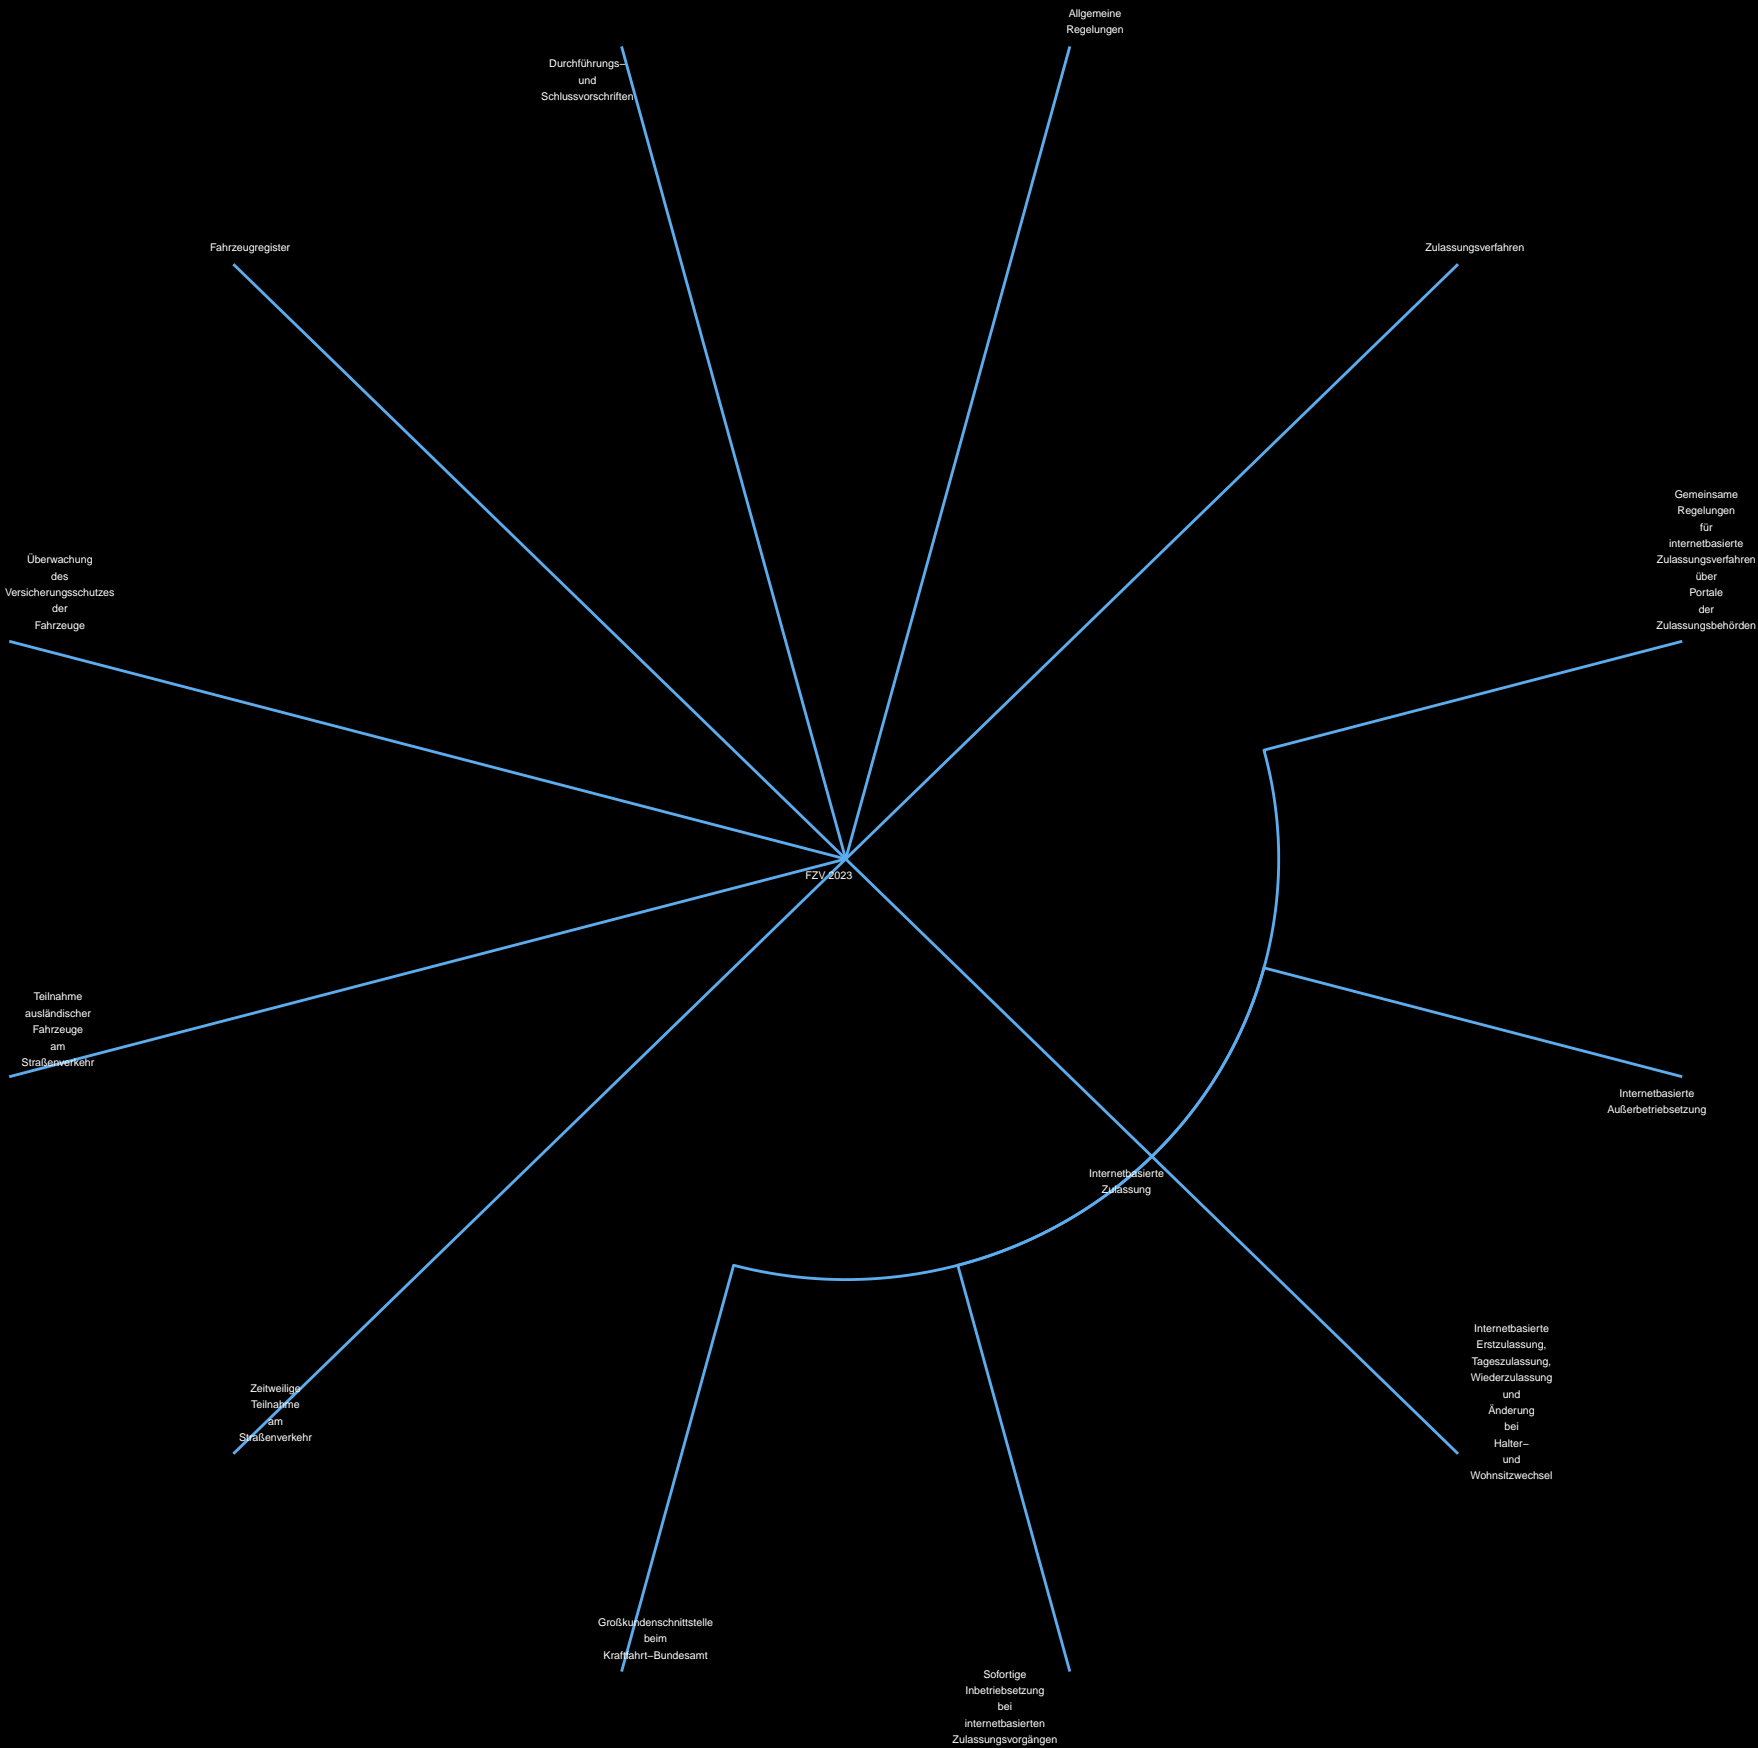 Allgemeine
Regelungen
Durchführungs–
und
Schlussvorschriften
Fahrzeugregister
Zulassungsverfahren
Gemeinsame
Regelungen
für
internetbasierte
Zulassungsverfahren
über
Portale
der
Zulassungsbehörden
Überwachung
des
Versicherungsschutzes
der
Fahrzeuge
FZV 2023
Teilnahme
ausländischer
Fahrzeuge
am
Straßenverkehr
Internetbasierte
Außerbetriebsetzung
Internetbasierte
Zulassung
Internetbasierte
Erstzulassung,
Tageszulassung,
Wiederzulassung
und
Änderung
bei
Halter–
und
Wohnsitzwechsel
Zeitweilige
Teilnahme
am
Straßenverkehr
Großkundenschnittstelle
beim
Kraftfahrt–Bundesamt
Sofortige
Inbetriebsetzung
bei
internetbasierten
Zulassungsvorgängen